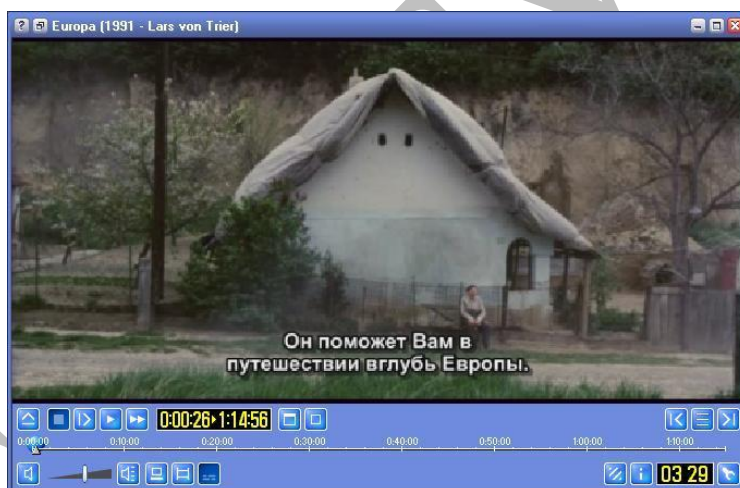 Europa (1991 - Lars von Trier)
Он поможет Вам в
путешествии вглубь Европы.
0:00:26 1:14:56
0:00:00 0:10:00 0:20:00 0:30:00 0:40:00 0:50:00 1:00:00 1:10:00
03 29